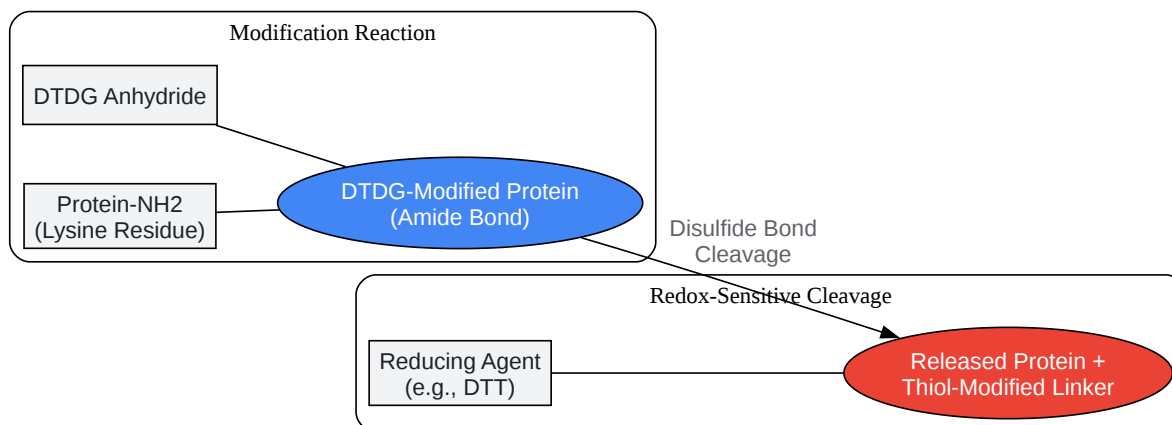 Modification Reaction
DTDG Anhydride
Protein-NH2
(Lysine Residue)
DTDG-Modified Protein
(Amide Bond)
Disulfide Bond
Cleavage
Redox-Sensitive Cleavage
Reducing Agent
(e.g., DTT)
Released Protein +
Thiol-Modified Linker